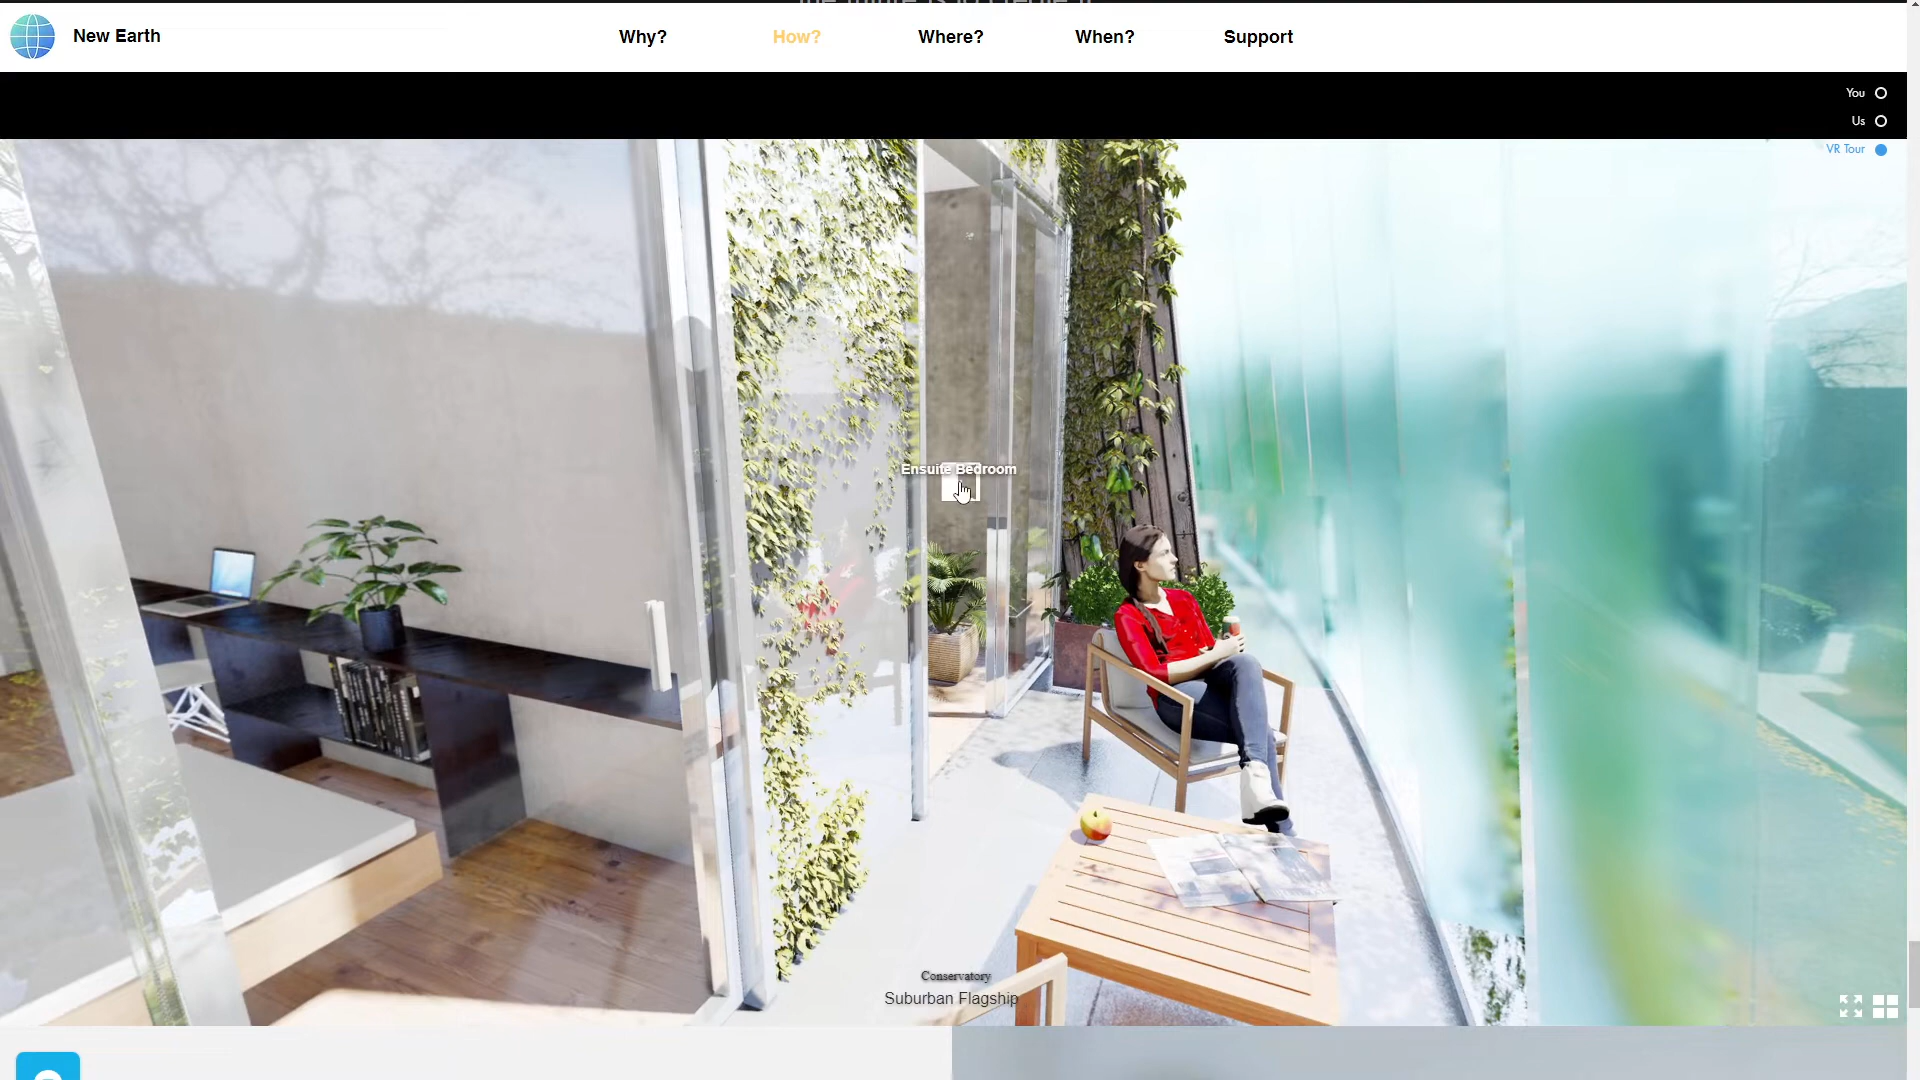 New Earth
Why?
How?
Where?
When?
Support
You
Us
VR Tour
Ensuite Bedroom
Conservatory
Suburban Flagship